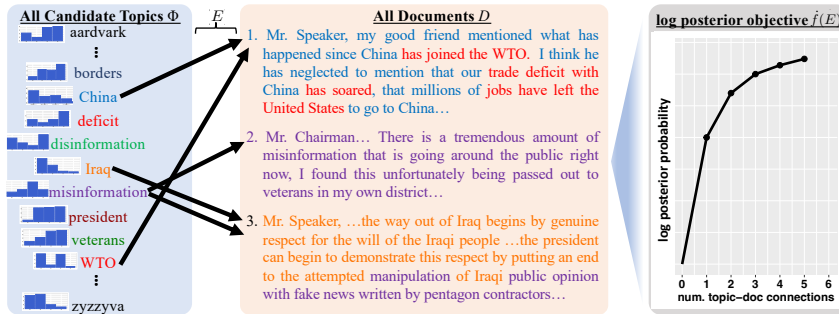 All Candidate Topics Φ
aardvark
⋮
borders
China
deficit
disinformation
Iraq
misinformation
president
veterans
WTO
⋮
zyzzyva
E
All Documents D
1. Mr. Speaker, my good friend mentioned what has
happened since China has joined the WTO. I think he
has neglected to mention that our trade deficit with
China has soared, that millions of jobs have left the
United States to go to China…
2. Mr. Chairman… There is a tremendous amount of
misinformation that is going around the public right
now, I found this unfortunately being passed out to
veterans in my own district…
3. Mr. Speaker, …the way out of Iraq begins by genuine
respect for the will of the Iraqi people …the president
can begin to demonstrate this respect by putting an end
to the attempted manipulation of Iraqi public opinion
with fake news written by pentagon contractors…
log posterior objective ḟ(E)
log posterior probability
0 1 2 3 4 5 6
num. topic−doc connections